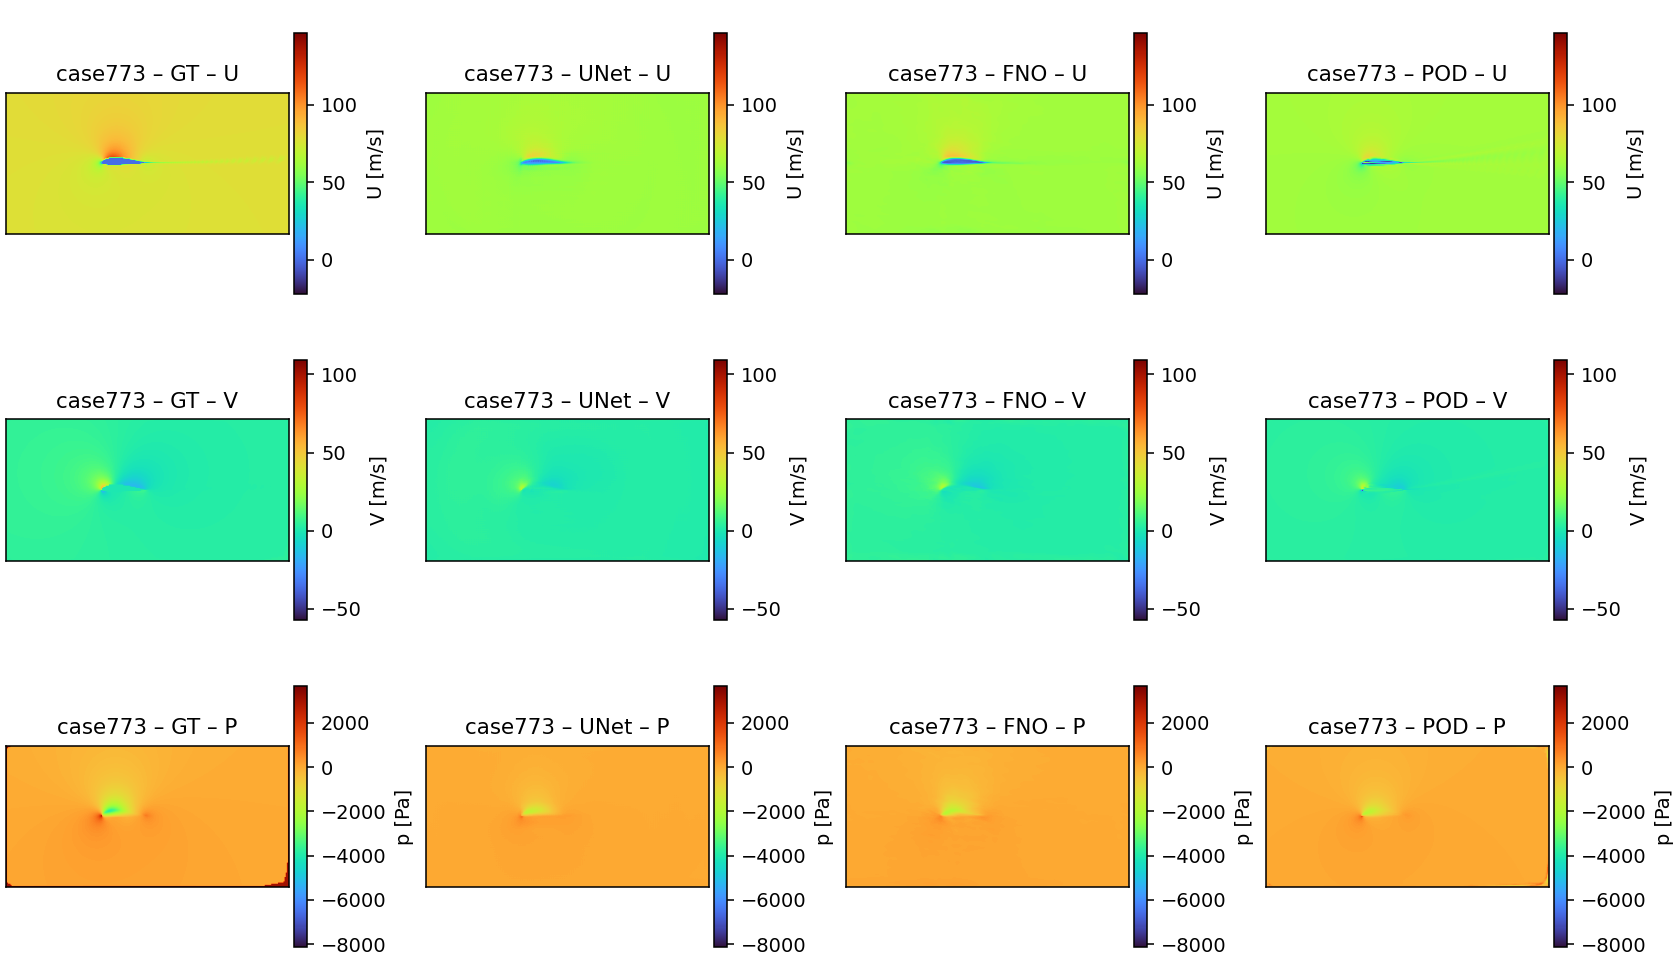 case773 – GT – U
100
50
0
U [m/s]
case773 – UNet – U
100
50
0
U [m/s]
case773 – FNO – U
100
50
0
U [m/s]
case773 – POD – U
100
50
0
U [m/s]
case773 – GT – V
100
50
0
−50
V [m/s]
case773 – UNet – V
100
50
0
−50
V [m/s]
case773 – FNO – V
100
50
0
−50
V [m/s]
case773 – POD – V
100
50
0
−50
V [m/s]
case773 – GT – P
2000
0
−2000
−4000
−6000
−8000
p [Pa]
case773 – UNet – P
2000
0
−2000
−4000
−6000
−8000
p [Pa]
case773 – FNO – P
2000
0
−2000
−4000
−6000
−8000
p [Pa]
case773 – POD – P
2000
0
−2000
−4000
−6000
−8000
p [Pa]